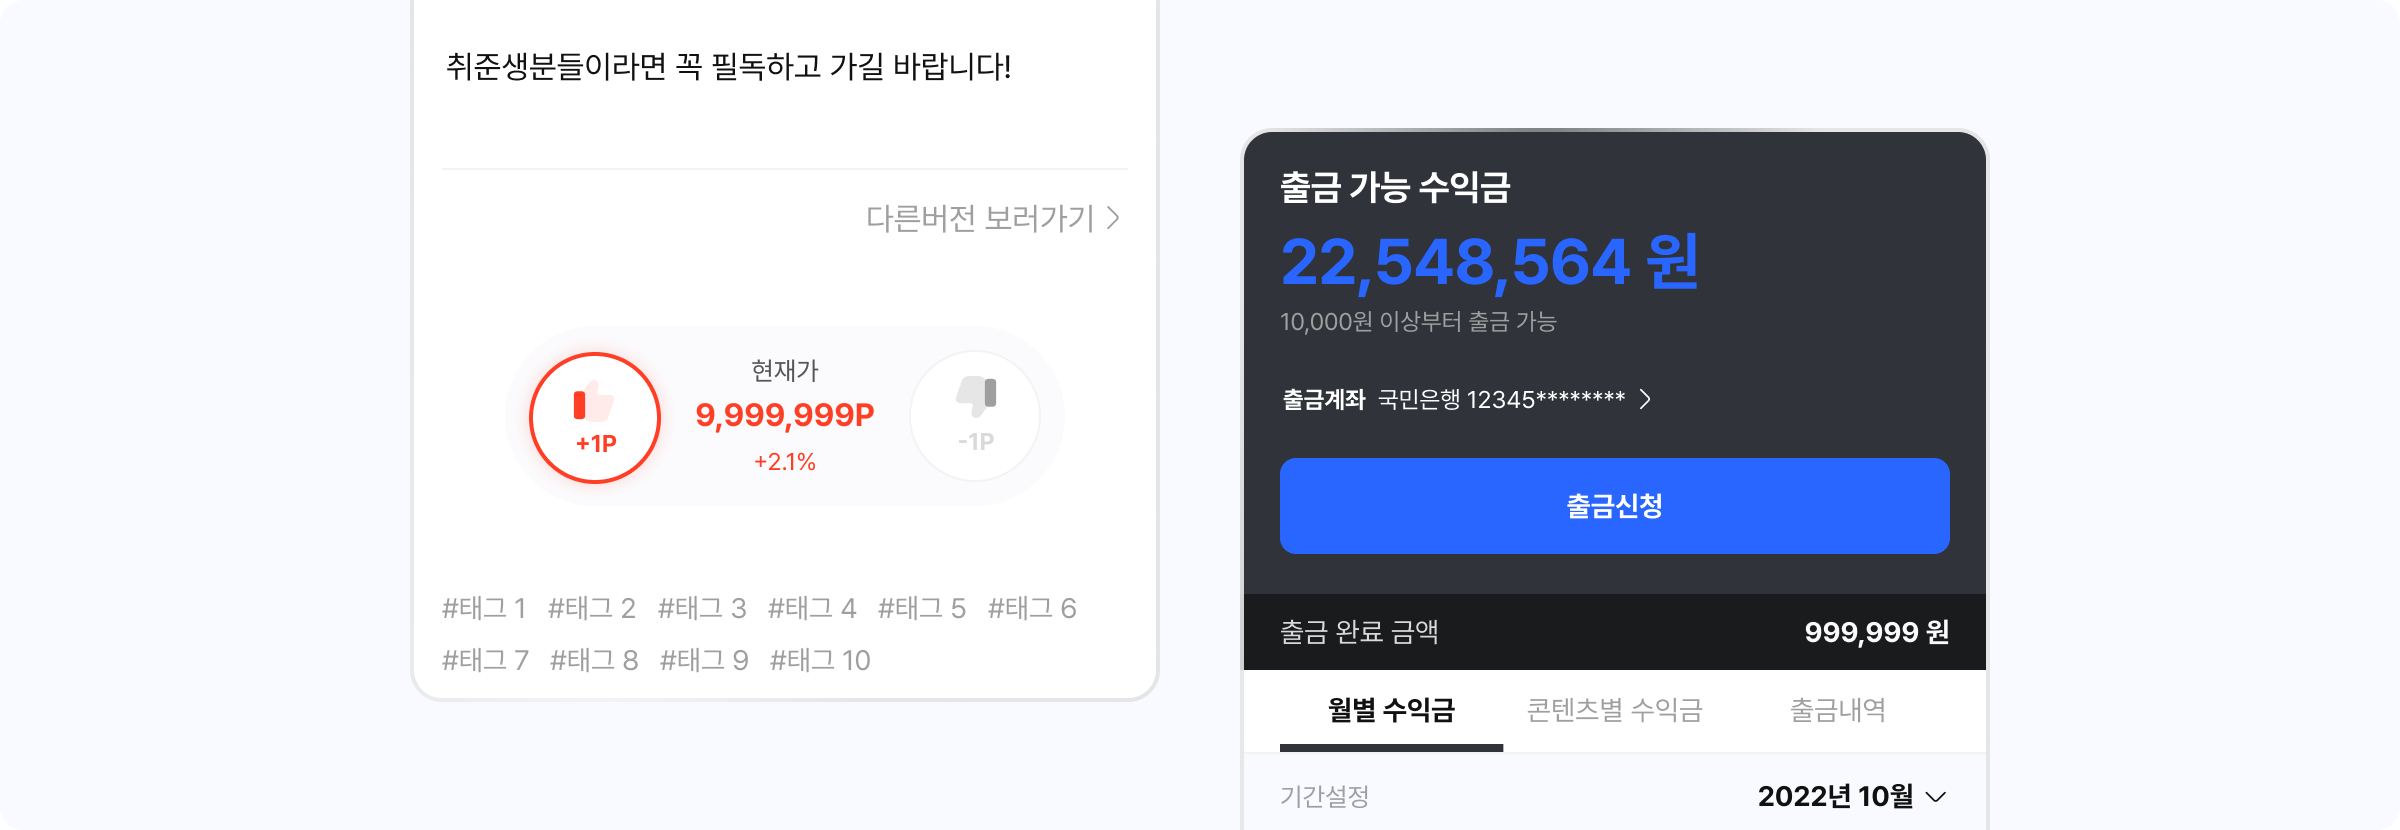 취준생분들이라면 꼭 필독하고 가길 바랍니다!
다른버전 보러가기
+1P
현재가
9,999,999P
+2.1%
-1P
#태그 1 #태그 2 #태그 3 #태그 4 #태그 5 #태그 6
#태그 7 #태그 8 #태그 9 #태그 10
출금 가능 수익금
22,548,564 원
10,000원 이상부터 출금 가능
출금계좌 국민은행 12345********
출금신청
출금 완료 금액 999,999 원
월별 수익금 콘텐츠별 수익금 출금내역
기간설정 2022년 10월